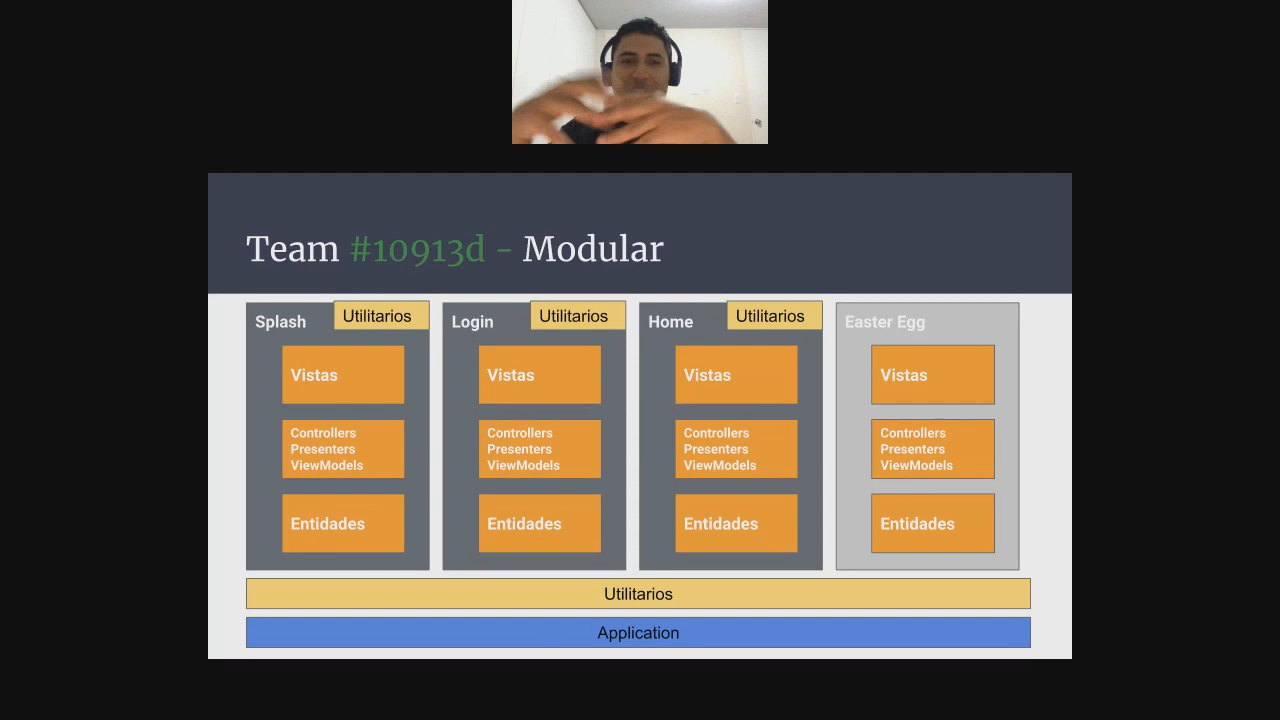 Team #10913d - Modular
Splash
Utilitarios
Vistas
Controllers
Presenters
ViewModels
Entidades
Login
Utilitarios
Vistas
Controllers
Presenters
ViewModels
Entidades
Home
Utilitarios
Vistas
Controllers
Presenters
ViewModels
Entidades
Easter Egg
Vistas
Controllers
Presenters
ViewModels
Entidades
Utilitarios
Application